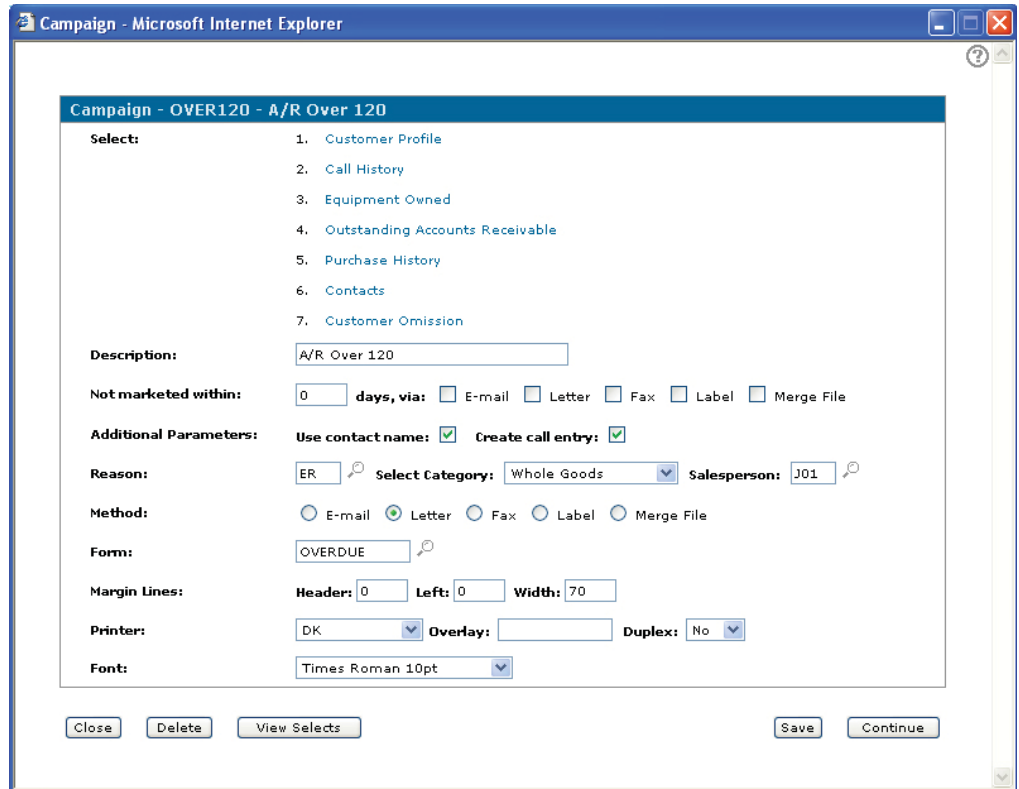 Campaign - Microsoft Internet Explorer
?
Campaign - OVER120 - A/R Over 120
Select: 1. Customer Profile
2. Call History
3. Equipment Owned
4. Outstanding Accounts Receivable
5. Purchase History
6. Contacts
7. Customer Omission
Description: A/R Over 120
Not marketed within: 0 days, via: E-mail Letter Fax Label Merge File
Additional Parameters: Use contact name: Create call entry:
Reason: ER Select Category: Whole Goods Salesperson: J01
Method: E-mail Letter Fax Label Merge File
Form: OVERDUE
Margin Lines: Header: 0 Left: 0 Width: 70
Printer: DK Overlay: Duplex: No
Font: Times Roman 10pt
Close Delete View Selects Save Continue